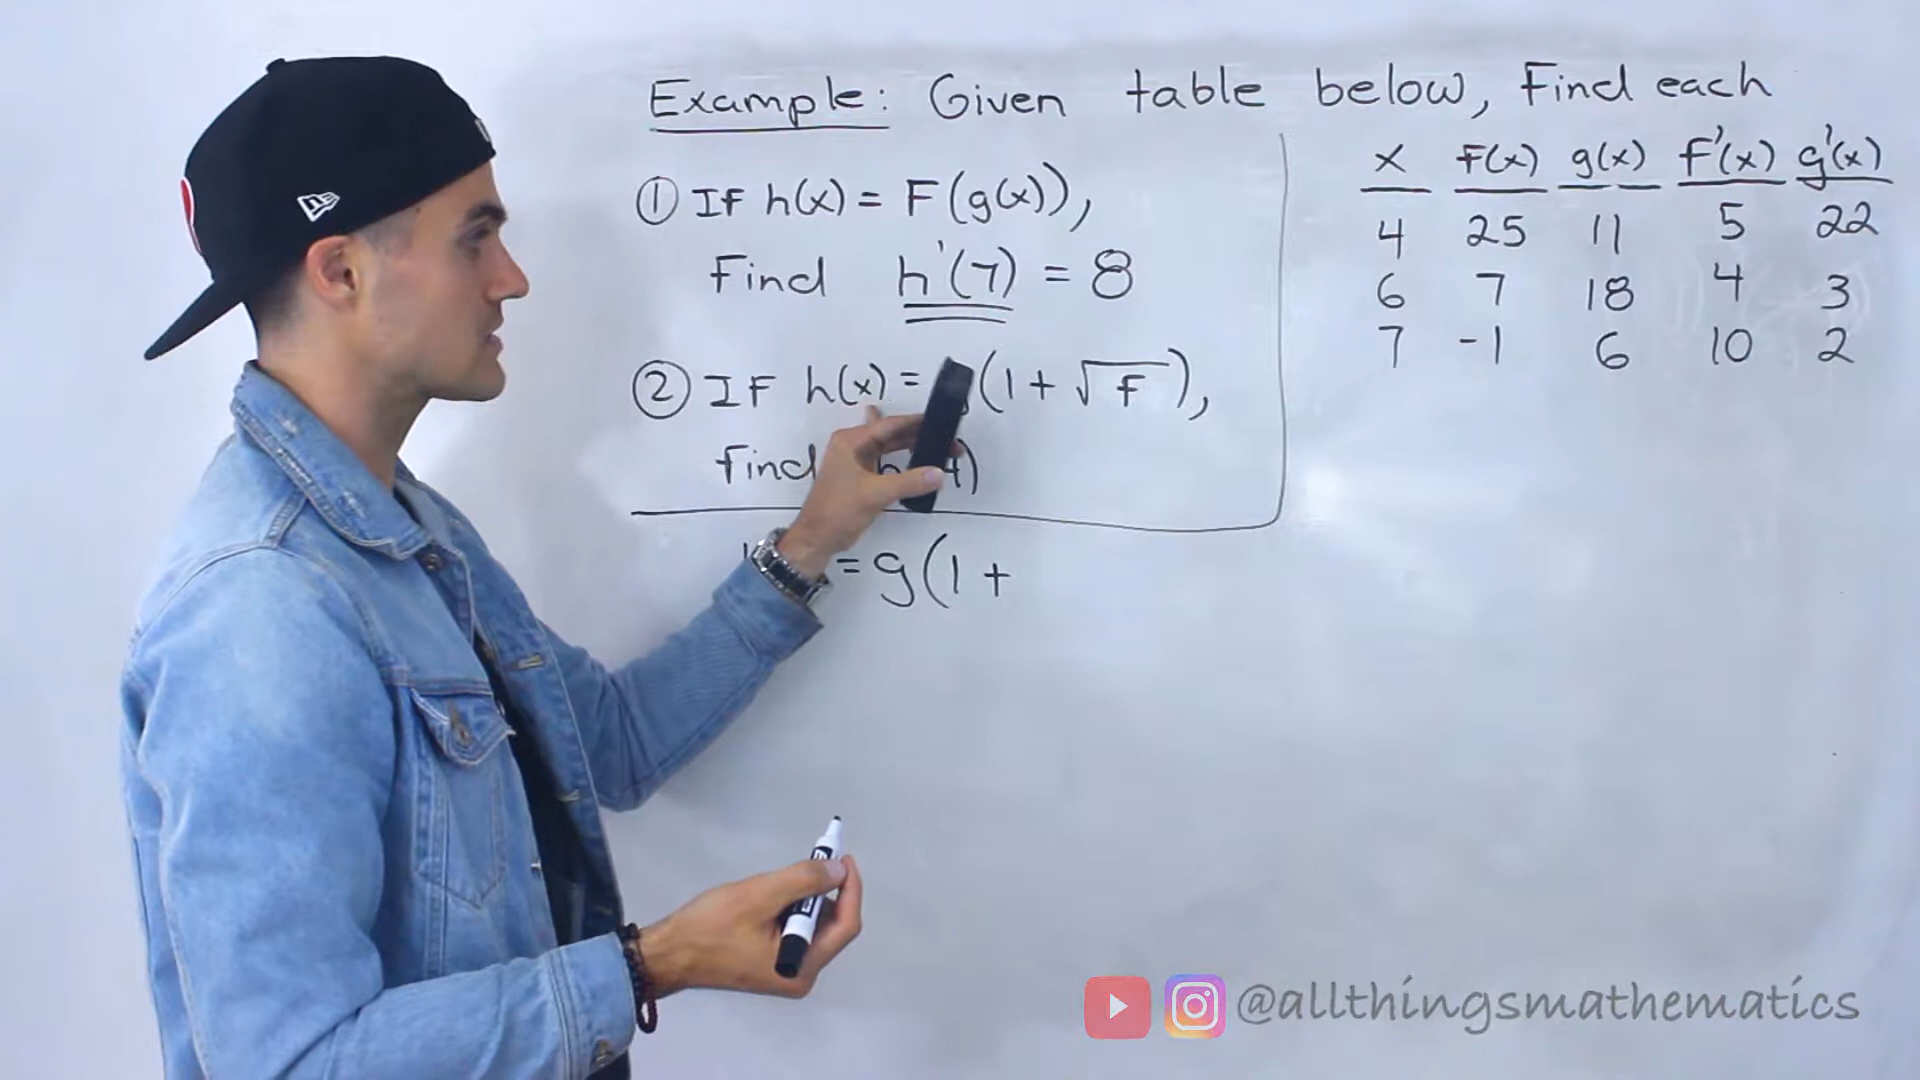 Example: Given table below, Find each
① If h(x) = F(g(x)),
Find h'(7) = 8
② If h(x) = (1 + √f),
find 4)
= g(1 +
x F(x) g(x) f'(x) g'(x)
4 25 11 5 22
6 7 18 4 3
7 -1 6 10 2
@allthingsmathematics